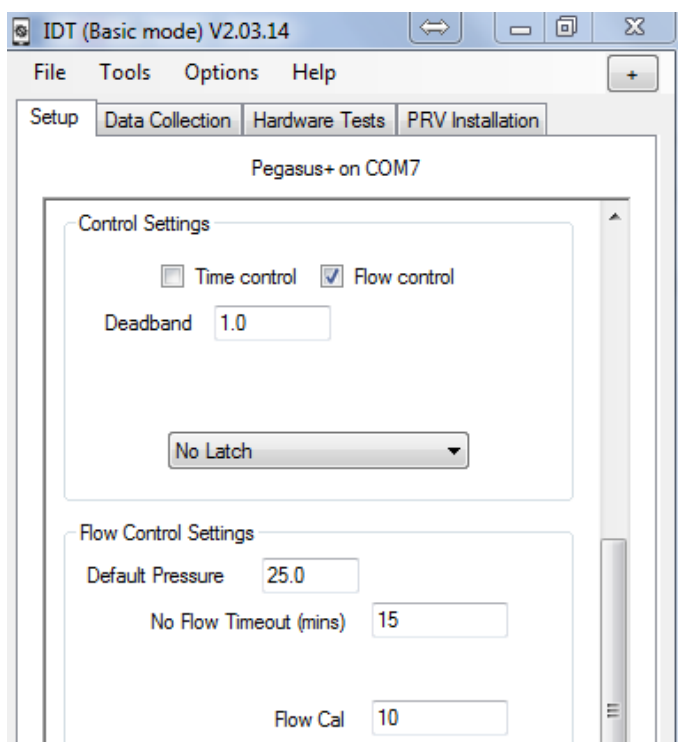 IDT (Basic mode) V2.03.14
File Tools Options Help +
Setup Data Collection Hardware Tests PRV Installation
Pegasus+ on COM7
Control Settings
Time control Flow control
Deadband 1.0
No Latch
Flow Control Settings
Default Pressure 25.0
No Flow Timeout (mins) 15
Flow Cal 10